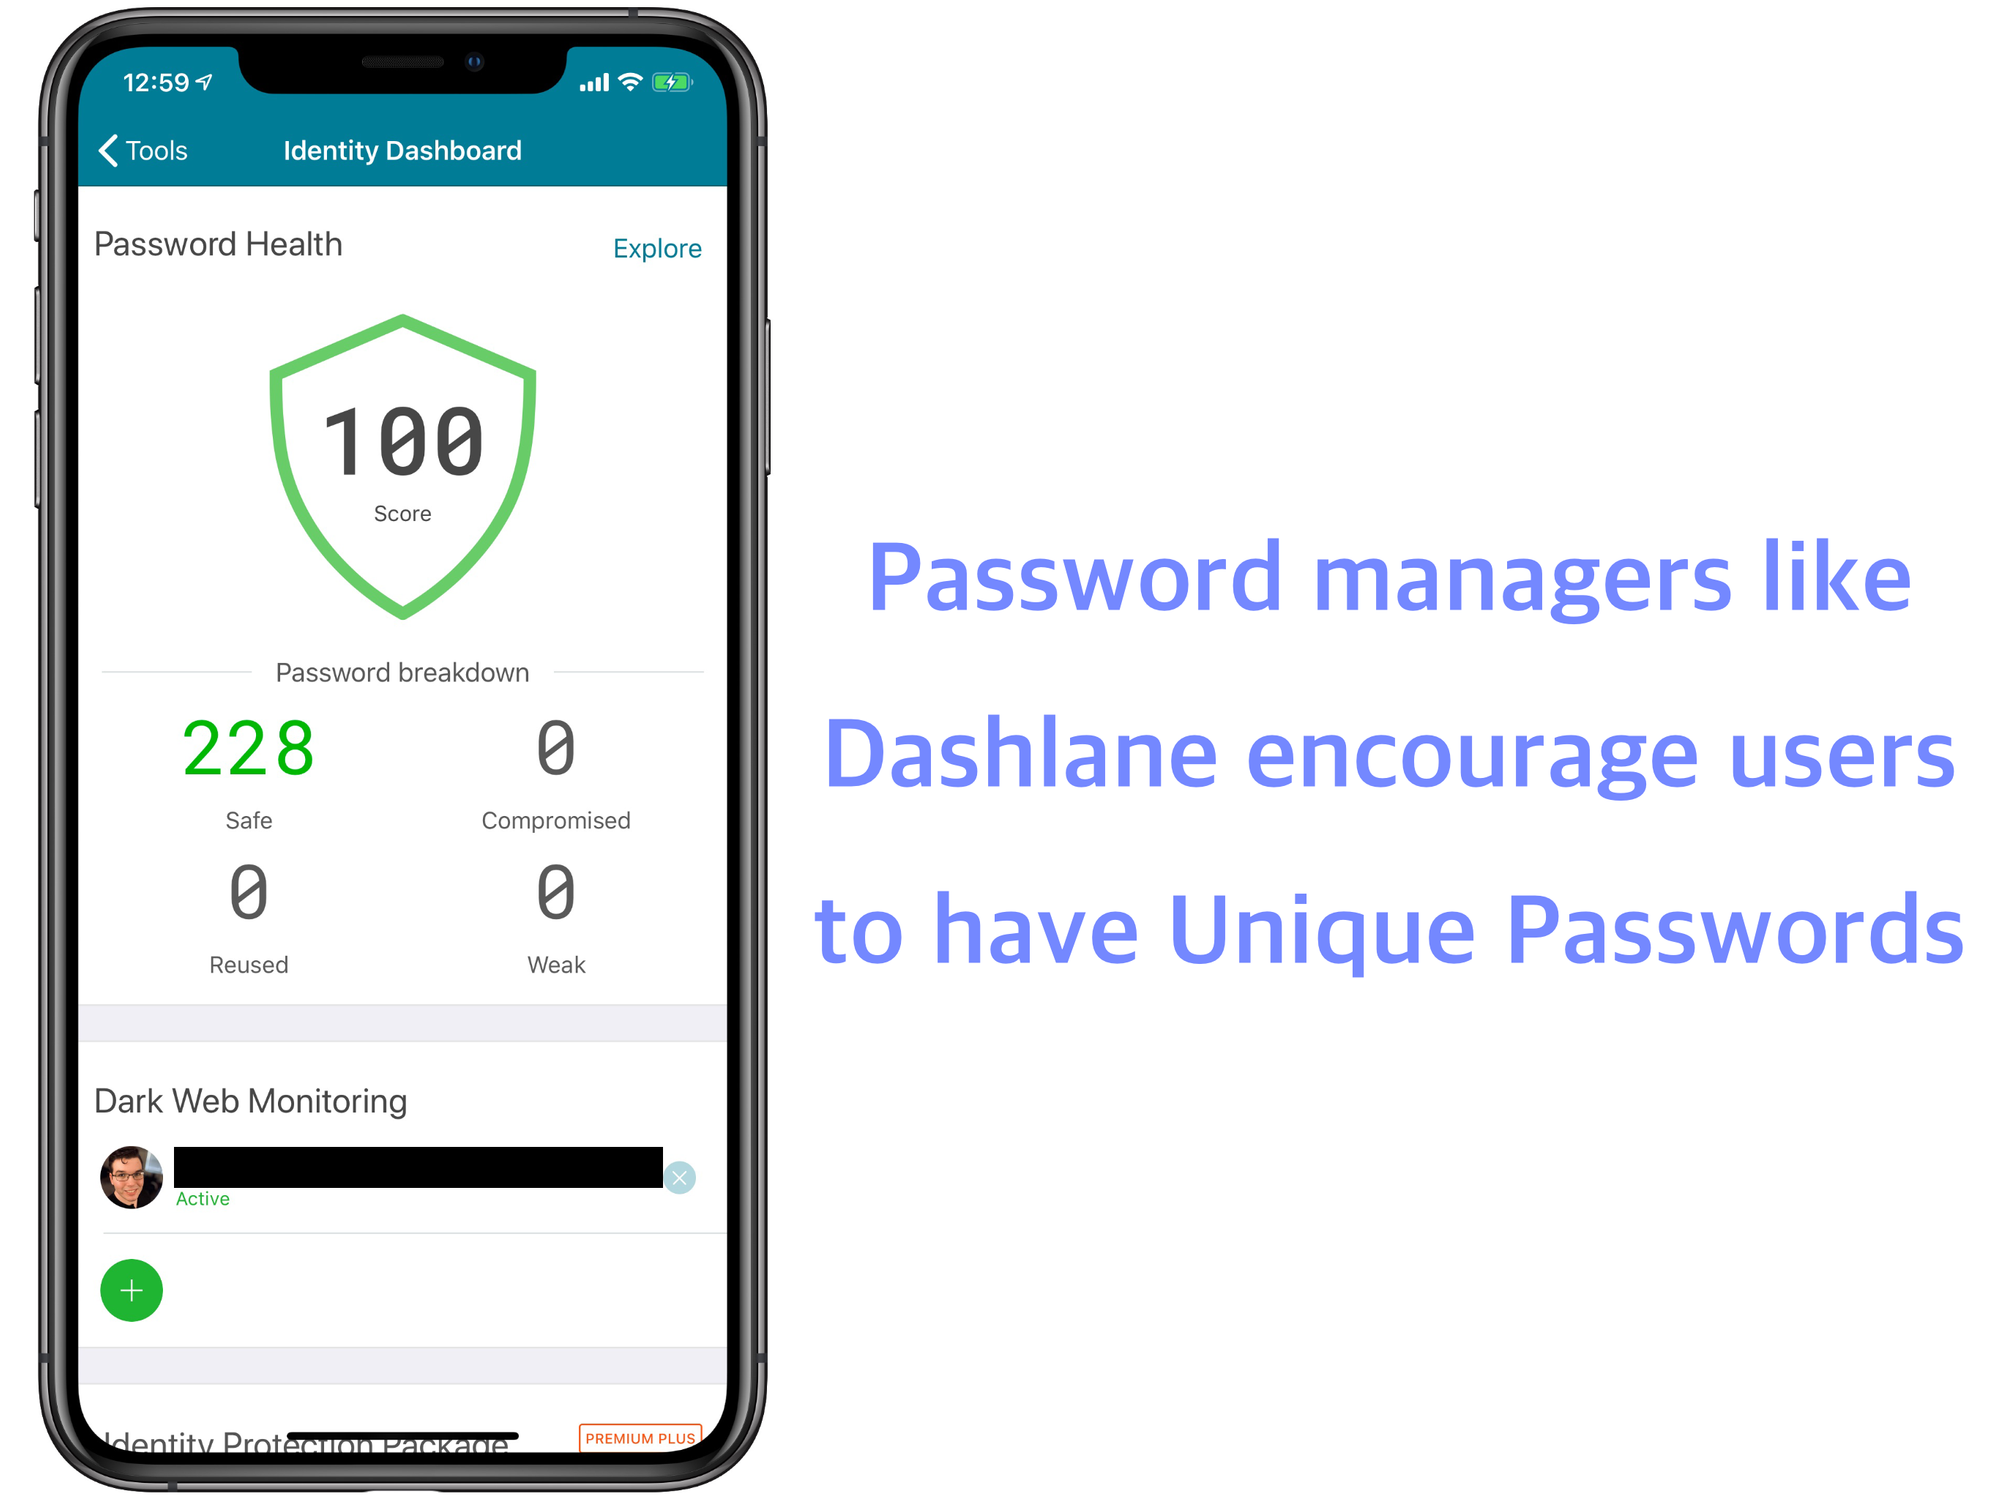 12:59
Tools
Identity Dashboard
Password Health
Explore
100
Score
Password breakdown
228
0
Safe
Compromised
0
0
Reused
Weak
Dark Web Monitoring
Active
Identity Protection Package
PREMIUM PLUS
Password managers like
Dashlane encourage users
to have Unique Passwords